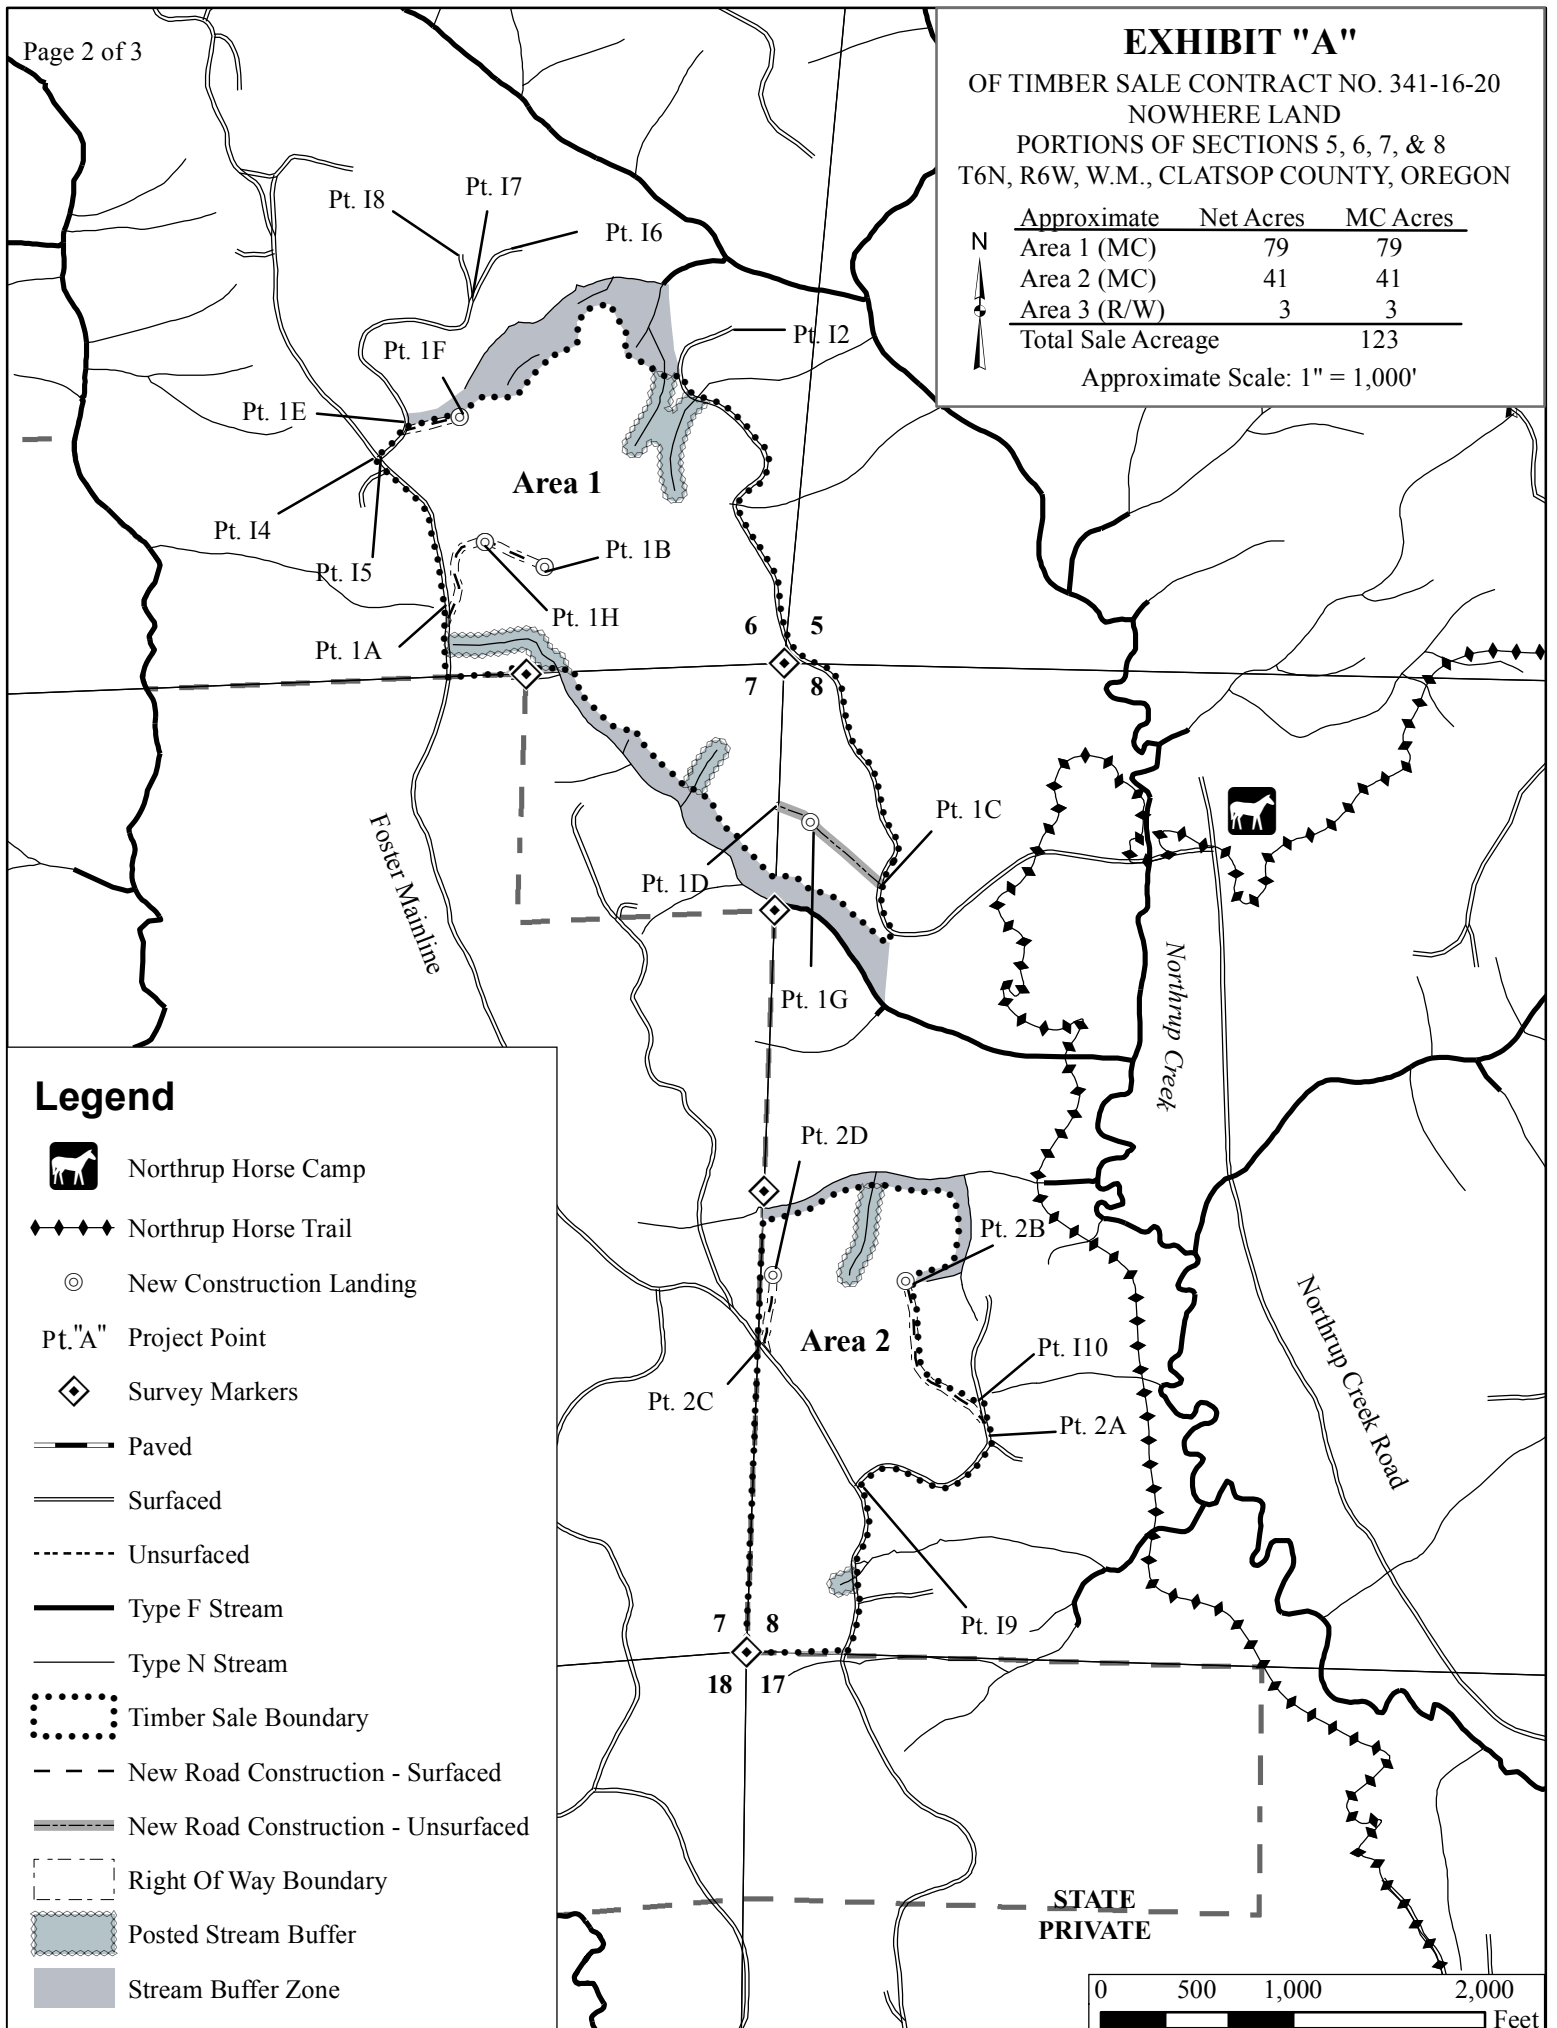 Page 2 of 3
EXHIBIT "A"
OF TIMBER SALE CONTRACT NO. 341-16-20
NOWHERE LAND
PORTIONS OF SECTIONS 5, 6, 7, & 8
T6N, R6W, W.M., CLATSOP COUNTY, OREGON
Approximate Net Acres MC Acres
Area 1 (MC) 79 79
Area 2 (MC) 41 41
Area 3 (R/W) 3 3
Total Sale Acreage 123
Approximate Scale: 1" = 1,000'
N
Pt. I8
Pt. I7
Pt. I6
Pt. I2
Pt. 1F
Pt. 1E
Area 1
Pt. I4
Pt. I5
Pt. 1B
Pt. 1H
Pt. 1A
6 5
7 8
Foster Mainline
Pt. 1C
Pt. 1D
Pt. 1G
Northrup Creek
Pt. 2D
Pt. 2B
Area 2
Pt. I10
Pt. 2C
Pt. 2A
Northrup Creek Road
Pt. I9
7 8
18 17
STATE
PRIVATE
Legend
Northrup Horse Camp
Northrup Horse Trail
New Construction Landing
Pt."A" Project Point
Survey Markers
Paved
Surfaced
Unsurfaced
Type F Stream
Type N Stream
Timber Sale Boundary
New Road Construction - Surfaced
New Road Construction - Unsurfaced
Right Of Way Boundary
Posted Stream Buffer
Stream Buffer Zone
0 500 1,000 2,000
Feet